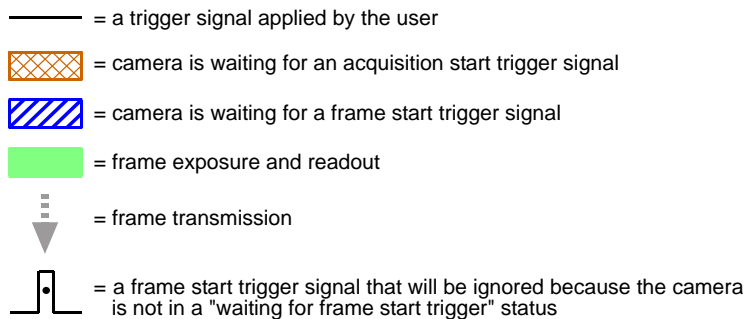 = a trigger signal applied by the user
= camera is waiting for an acquisition start trigger signal
= camera is waiting for a frame start trigger signal
= frame exposure and readout
= frame transmission
= a frame start trigger signal that will be ignored because the camera
is not in a "waiting for frame start trigger" status